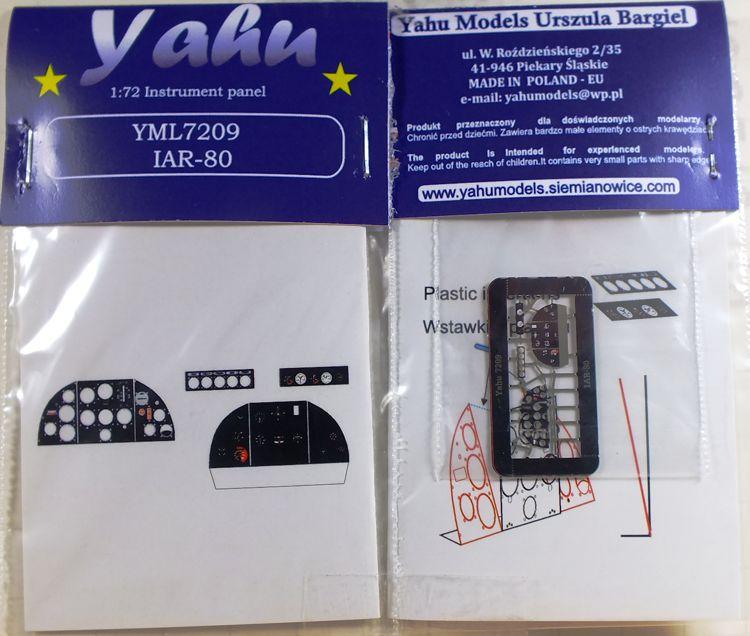 Yahu
1:72 Instrument panel
YML7209
IAR-80
Yahu Models Urszula Bargiel
ul. W. Roździeńskiego 2/35
41-946 Piekary Śląskie
MADE IN POLAND - EU
e-mail: yahumodels@wp.pl
Produkt przeznaczony dla doświadczonych modelarzy
Chronić przed dziećmi. Zawiera bardzo małe elementy o ostrych krawędziac
The product is Intended for experienced modelers.
Keep out of the reach of children.It contains very small parts with sharp edge
www.yahumodels.siemianowice.com
Plastic
Wstawki
Yahu 7209
IAR-80